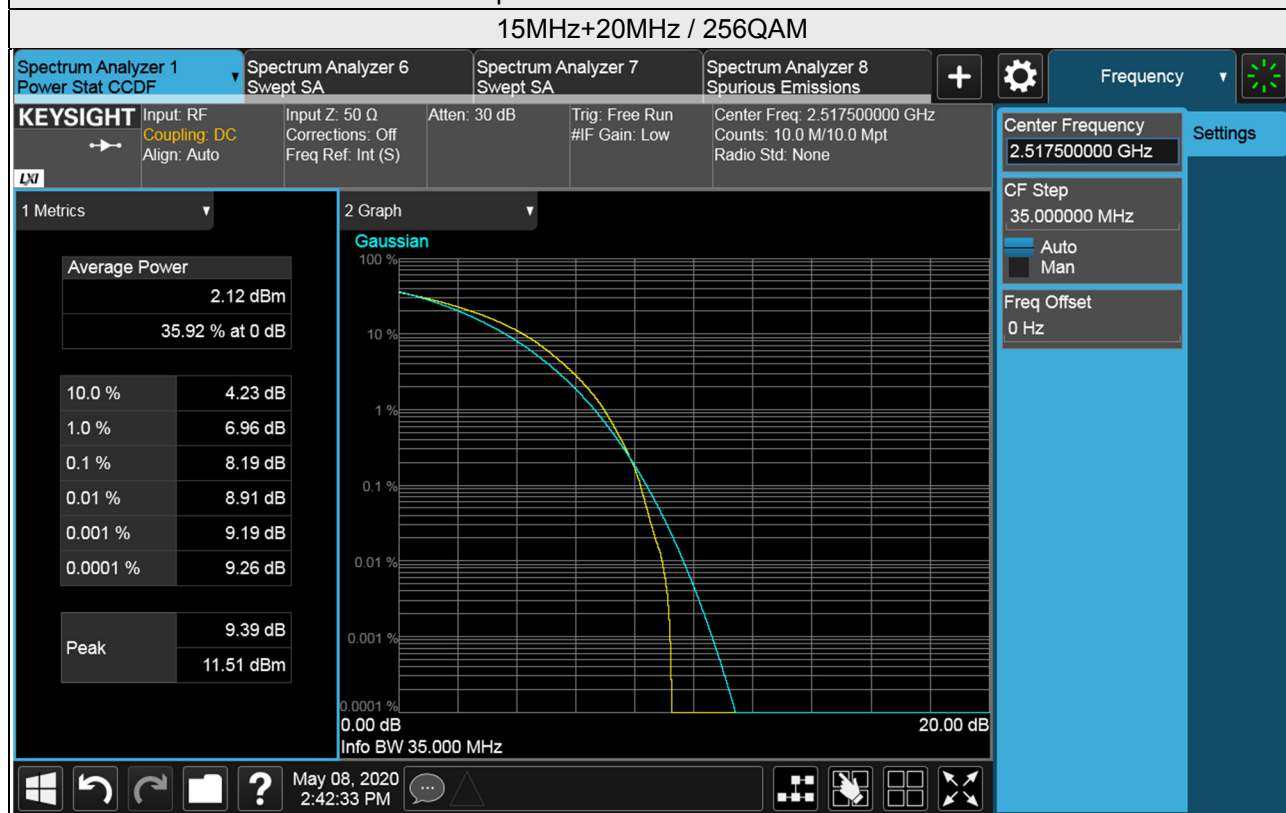 15MHz+20MHz / 256QAM
Spectrum Analyzer 1
Power Stat CCDF
Spectrum Analyzer 6
Swept SA
Spectrum Analyzer 7
Swept SA
Spectrum Analyzer 8
Spurious Emissions
+
Frequency
KEYSIGHT
LXI
Input: RF
Coupling: DC
Align: Auto
Input Z: 50 Ω
Corrections: Off
Freq Ref: Int (S)
Atten: 30 dB
Trig: Free Run
#IF Gain: Low
Center Freq: 2.517500000 GHz
Counts: 10.0 M/10.0 Mpt
Radio Std: None
Center Frequency
2.517500000 GHz
Settings
CF Step
35.000000 MHz
Auto
Man
Freq Offset
0 Hz
1 Metrics
Average Power
2.12 dBm
35.92 % at 0 dB
10.0 % 4.23 dB
1.0 % 6.96 dB
0.1 % 8.19 dB
0.01 % 8.91 dB
0.001 % 9.19 dB
0.0001 % 9.26 dB
Peak
9.39 dB
11.51 dBm
2 Graph
Gaussian
100 %
10 %
1 %
0.1 %
0.01 %
0.001 %
0.0001 %
0.00 dB
20.00 dB
Info BW 35.000 MHz
?
May 08, 2020
2:42:33 PM